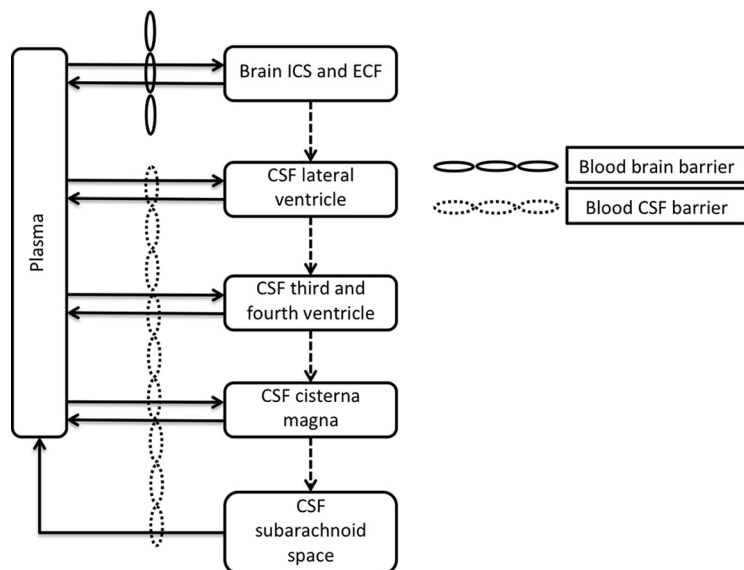 Plasma
Brain ICS and ECF
CSF lateral
ventricle
CSF third and
fourth ventricle
CSF cisterna
magna
CSF
subarachnoid
space
Blood brain barrier
Blood CSF barrier